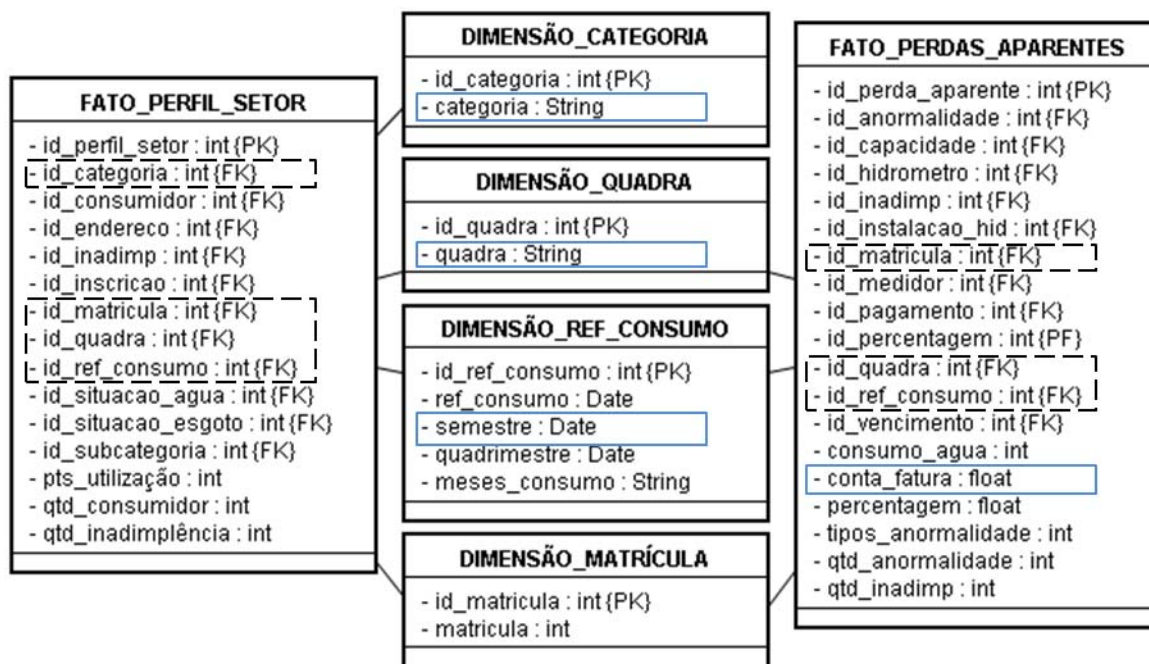 FATO_PERFIL_SETOR
- id_perfil_setor : int {PK}
- id_categoria : int {FK}
- id_consumidor : int {FK}
- id_endereco : int {FK}
- id_inadimp : int {FK}
- id_inscricao : int {FK}
- id_matricula : int {FK}
- id_quadra : int {FK}
- id_ref_consumo : int {FK}
- id_situacao_agua : int {FK}
- id_situacao_esgoto : int {FK}
- id_subcategoria : int {FK}
- pts_utilização : int
- qtd_consumidor : int
- qtd_inadimplência : int
DIMENSÃO_CATEGORIA
- id_categoria : int {PK}
- categoria : String
DIMENSÃO_QUADRA
- id_quadra : int {PK}
- quadra : String
DIMENSÃO_REF_CONSUMO
- id_ref_consumo : int {PK}
- ref_consumo : Date
- semestre : Date
- quadrimestre : Date
- meses_consumo : String
DIMENSÃO_MATRÍCULA
- id_matricula : int {PK}
- matricula : int
FATO_PERDAS_APARENTES
- id_perda_aparente : int {PK}
- id_anormalidade : int {FK}
- id_capacidade : int {FK}
- id_hidrometro : int {FK}
- id_inadimp : int {FK}
- id_instalacao_hid : int {FK}
- id_matricula : int {FK}
- id_medidor : int {FK}
- id_pagamento : int {FK}
- id_percentagem : int {PF}
- id_quadra : int {FK}
- id_ref_consumo : int {FK}
- id_vencimento : int {FK}
- consumo_agua : int
- conta_fatura : float
- percentagem : float
- tipos_anormalidade : int
- qtd_anormalidade : int
- qtd_inadimp : int